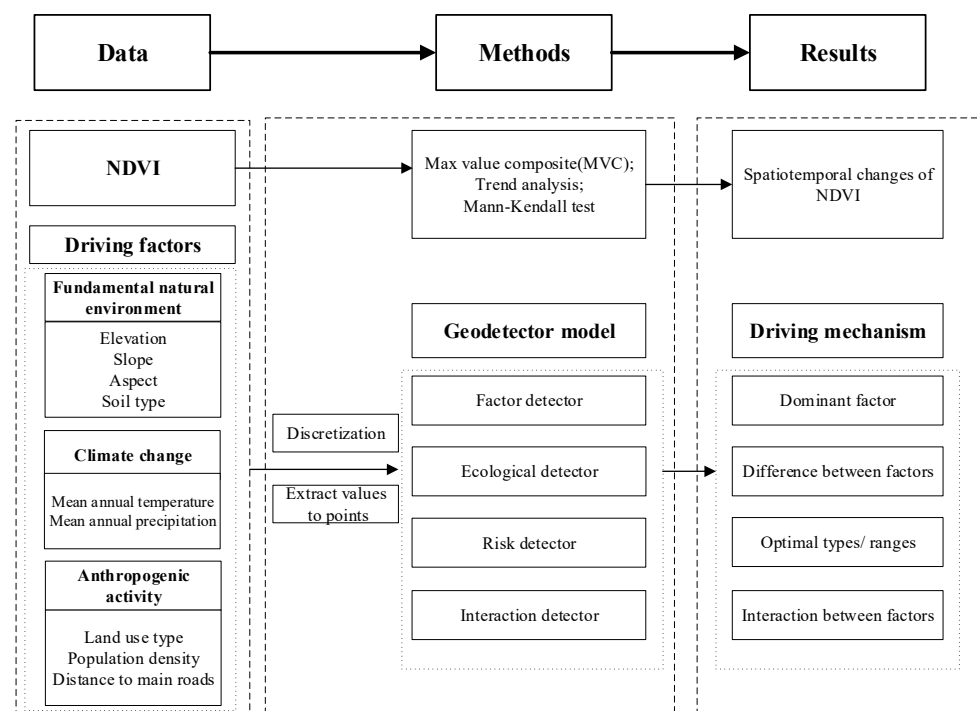 Data
Methods
Results
NDVI
Max value composite(MVC);
Trend analysis;
Mann-Kendall test
Spatiotemporal changes of
NDVI
Driving factors
Fundamental natural
environment
Elevation
Slope
Aspect
Soil type
Climate change
Mean annual temperature
Mean annual precipitation
Anthropogenic
activity
Land use type
Population density
Distance to main roads
Discretization
Extract values
to points
Geodetector model
Factor detector
Ecological detector
Risk detector
Interaction detector
Driving mechanism
Dominant factor
Difference between factors
Optimal types/ ranges
Interaction between factors